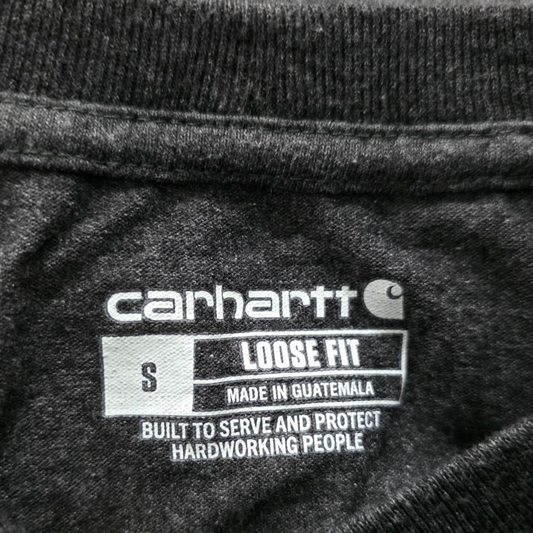 carhartt
S
LOOSE FIT
MADE IN GUATEMALA
BUILT TO SERVE AND PROTECT
HARDWORKING PEOPLE